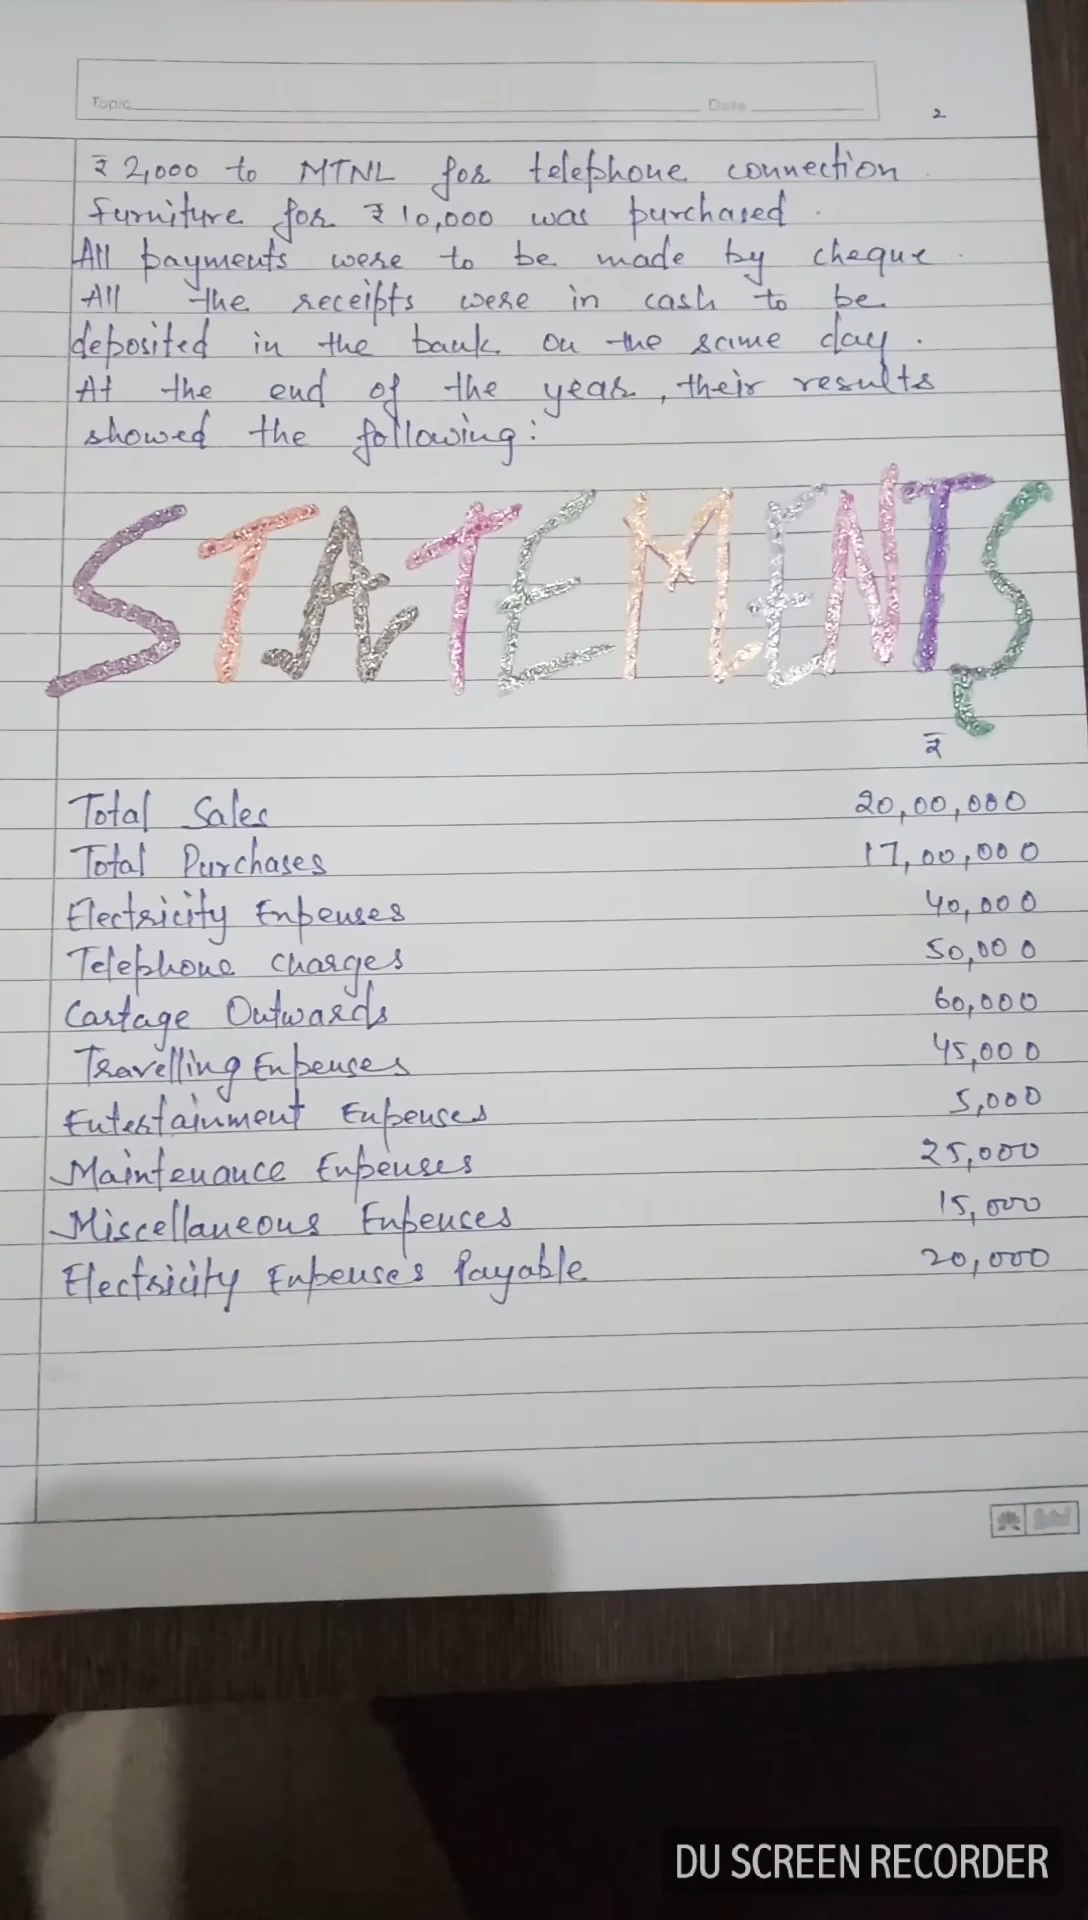 Topic Date
2
₹ 2,000 to MTNL for telephone connection.
furniture for ₹ 10,000 was purchased.
All payments were to be made by cheque.
All the receipts were in cash to be
deposited in the bank on the same day.
At the end of the year, their results
showed the following:
STATEMENTS
₹
Total Sales 20,00,000
Total Purchases 17,00,000
Electricity Expenses 40,000
Telephone charges 50,000
Cartage Outwards 60,000
Travelling Expenses 45,000
Entertainment Expenses 5,000
Maintenance Expenses 25,000
Miscellaneous Expences 15,000
Electricity Expenses Payable 20,000
DU SCREEN RECORDER